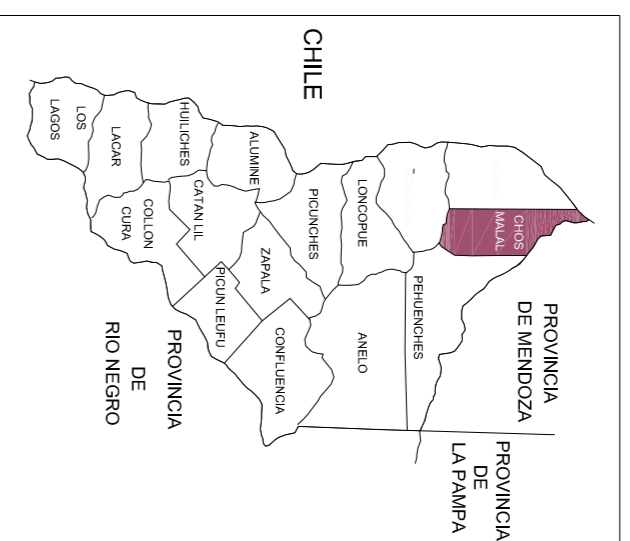 CHILE
PROVINCIA
DE MENDOZA
PROVINCIA
DE
LA PAMPA
PROVINCIA
DE
RIO NEGRO
CHOS
MALAL
PEHUENCHES
LONCOPUE
PICUNCHES
ANELO
ALUMINE
ZAPALA
CONFLUENCIA
HUILICHES
CATAN LIL
PICUN LEUFU
LACAR
COLLON
CURA
LOS
LAGOS